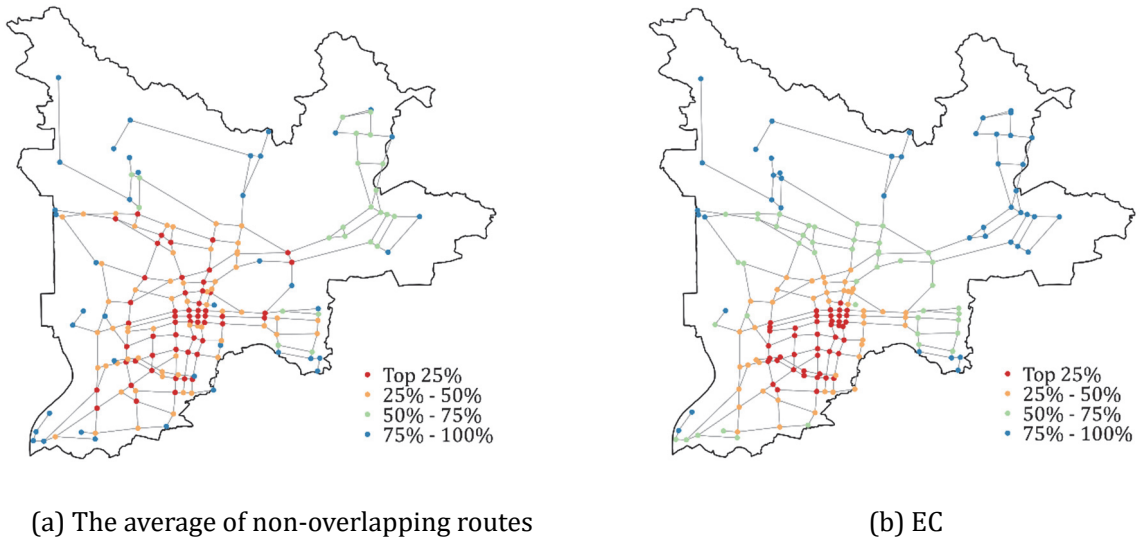 Top 25%
25% - 50%
50% - 75%
75% - 100%
Top 25%
25% - 50%
50% - 75%
75% - 100%
(a) The average of non-overlapping routes
(b) EC